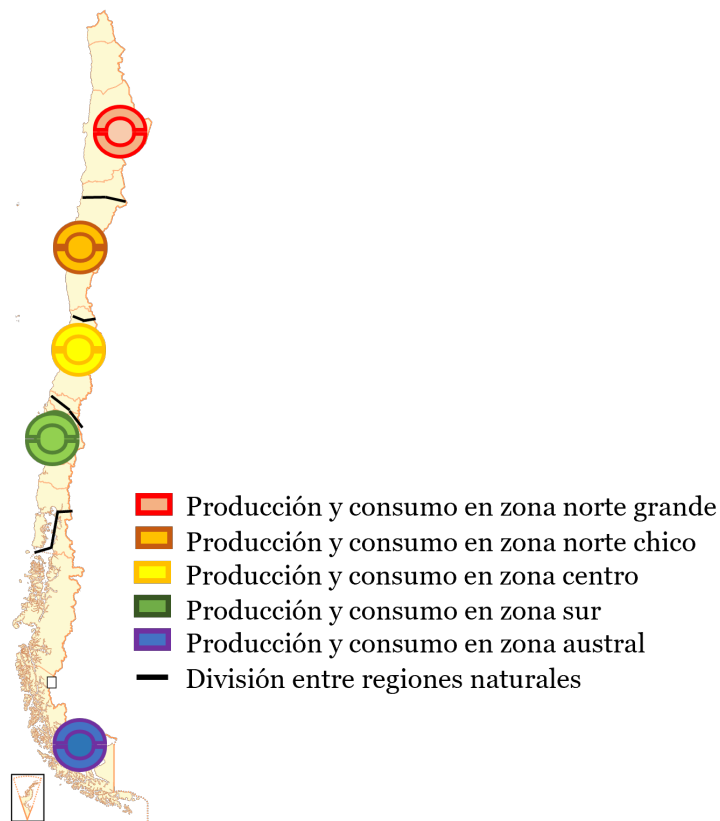 Producción y consumo en zona norte grande
Producción y consumo en zona norte chico
Producción y consumo en zona centro
Producción y consumo en zona sur
Producción y consumo en zona austral
División entre regiones naturales